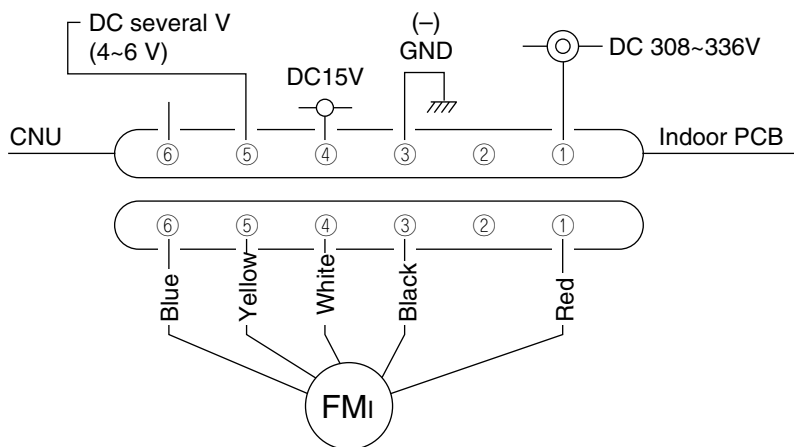 DC several V
(4~6 V)
DC15V
(–)
GND
DC 308~336V
CNU
⑥ ⑤ ④ ③ ② ①
Indoor PCB
⑥ ⑤ ④ ③ ② ①
Blue
Yellow
White
Black
Red
FMI